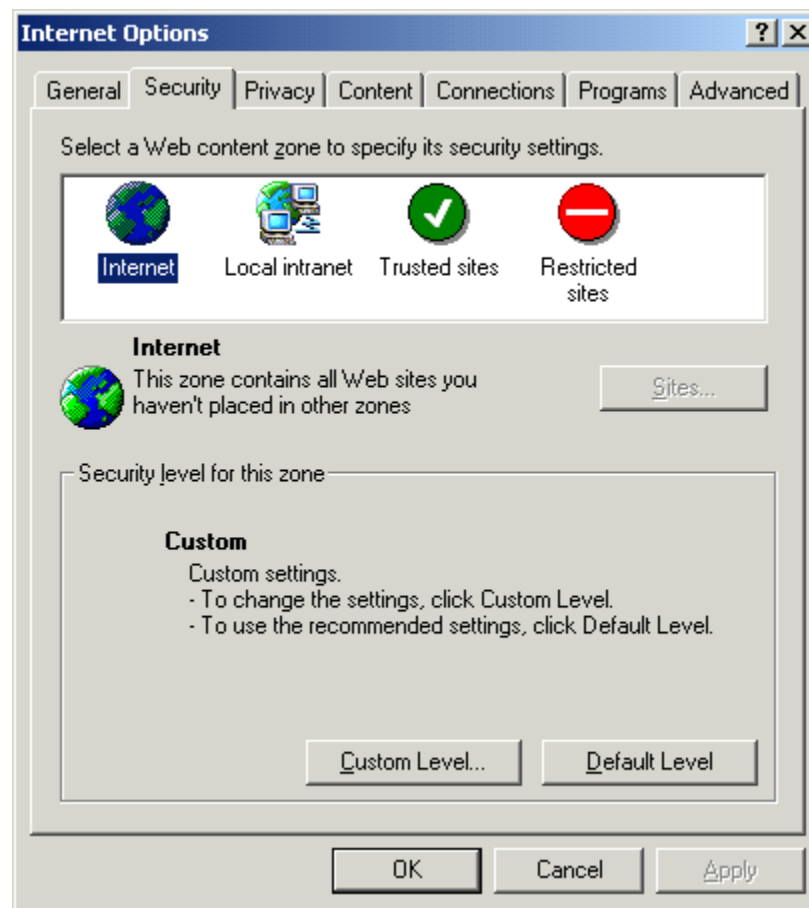 Internet Options
General Security Privacy Content Connections Programs Advanced
Select a Web content zone to specify its security settings.
Internet Local intranet Trusted sites Restricted
sites
Internet
This zone contains all Web sites you
haven't placed in other zones
Sites...
Security level for this zone
Custom
Custom settings.
- To change the settings, click Custom Level.
- To use the recommended settings, click Default Level.
Custom Level... Default Level
OK Cancel Apply